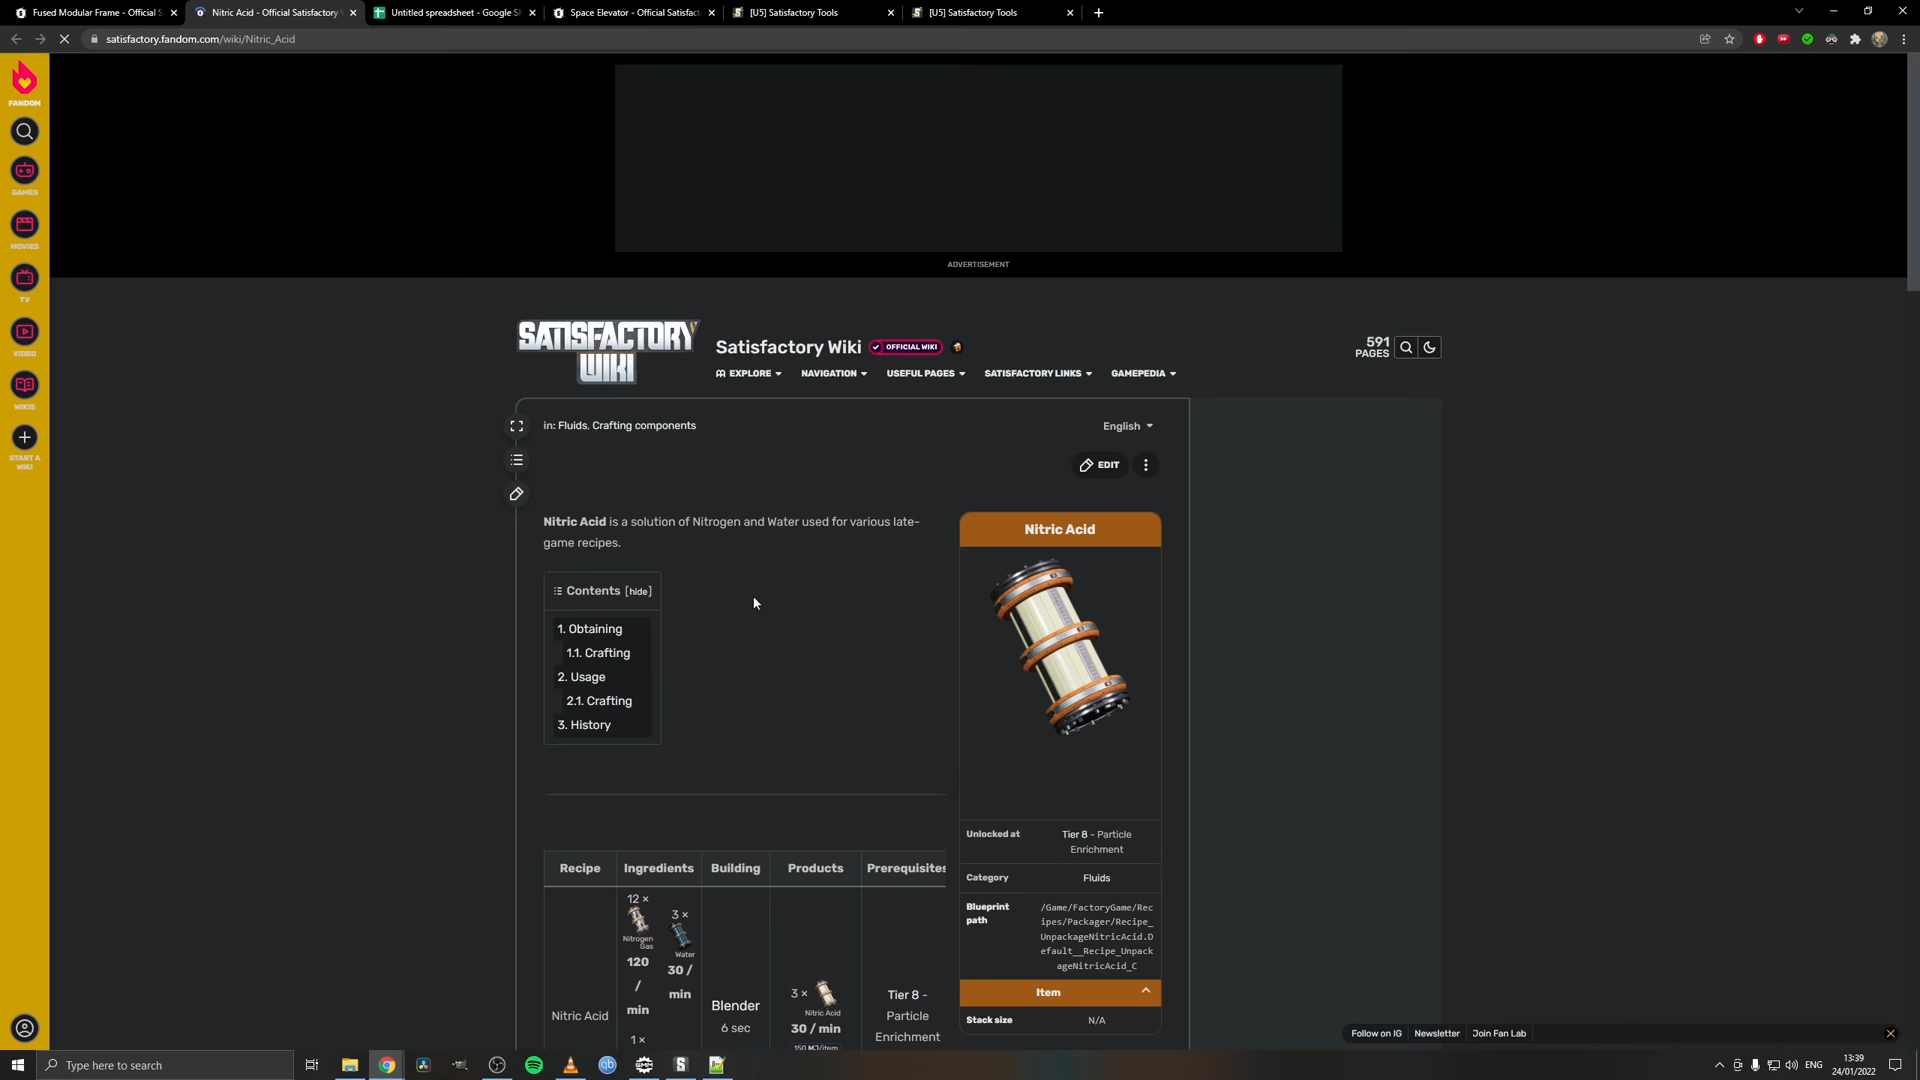 Fused Modular Frame - Official S
Nitric Acid - Official Satisfactory
Untitled spreadsheet - Google Sh
Space Elevator - Official Satisfact
[U5] Satisfactory Tools
[U5] Satisfactory Tools
satisfactory.fandom.com/wiki/Nitric_Acid
FANDOM
GAMES
MOVIES
TV
VIDEO
WIKIS
START A
WIKI
ADVERTISEMENT
SATISFACTORY
WIKI
Satisfactory Wiki
OFFICIAL WIKI
591
PAGES
EXPLORE
NAVIGATION
USEFUL PAGES
SATISFACTORY LINKS
GAMEPEDIA
in: Fluids, Crafting components
English
EDIT
Nitric Acid is a solution of Nitrogen and Water used for various late-
game recipes.
Contents [hide]
1. Obtaining
1.1. Crafting
2. Usage
2.1. Crafting
3. History
Nitric Acid
Unlocked at
Tier 8 - Particle
Enrichment
Category
Fluids
Blueprint
path
/Game/FactoryGame/Rec
ipes/Packager/Recipe_
UnpackageNitricAcid.D
efault__Recipe_Unpack
ageNitricAcid_C
Item
Stack size
N/A
Recipe
Ingredients
Building
Products
Prerequisites
Nitric Acid
12 ×
Nitrogen
Gas
120
/
min
3 ×
Water
30 /
min
1 ×
Blender
6 sec
3 ×
Nitric Acid
30 / min
150 MJ/item
Tier 8 -
Particle
Enrichment
Follow on IG
Newsletter
Join Fan Lab
Type here to search
ENG
13:39
24/01/2022